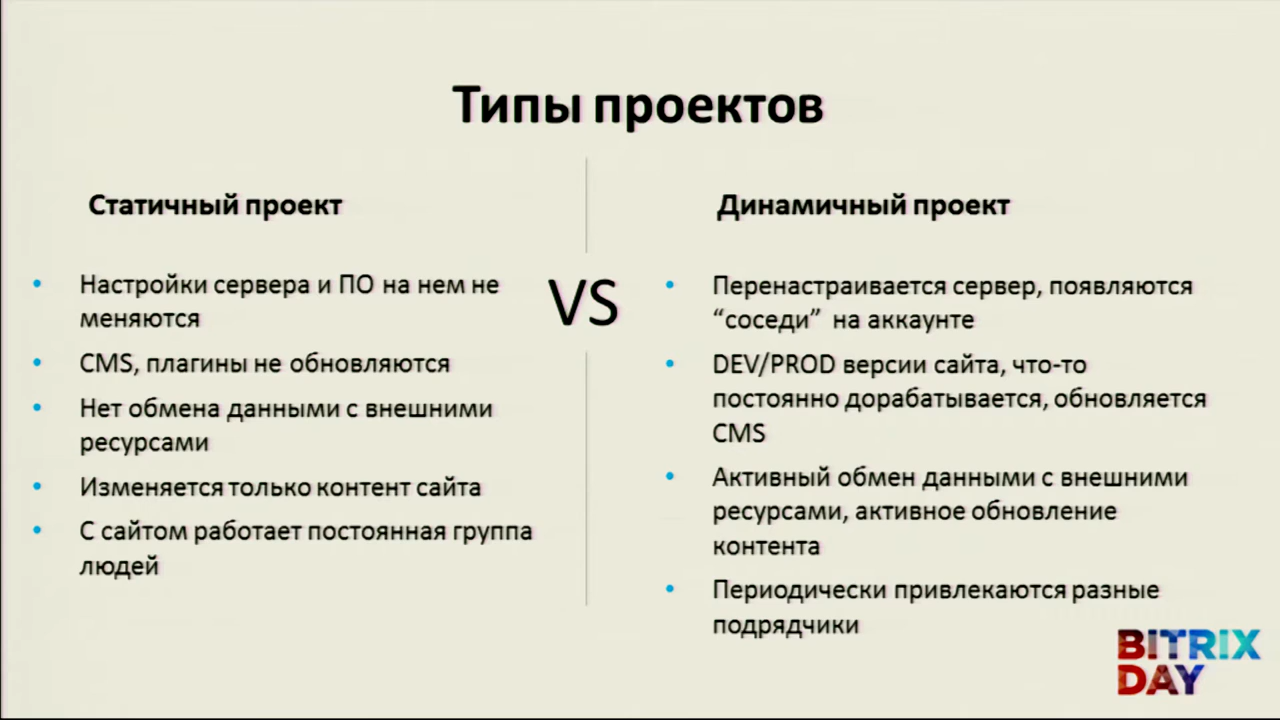 Типы проектов
Статичный проект
• Настройки сервера и ПО на нем не
меняются
• CMS, плагины не обновляются
• Нет обмена данными с внешними
ресурсами
• Изменяется только контент сайта
• С сайтом работает постоянная группа
людей
VS
Динамичный проект
• Перенастраивается сервер, появляются
“соседи” на аккаунте
• DEV/PROD версии сайта, что-то
постоянно дорабатывается, обновляется
CMS
• Активный обмен данными с внешними
ресурсами, активное обновление
контента
• Периодически привлекаются разные
подрядчики
BITRIX
DAY